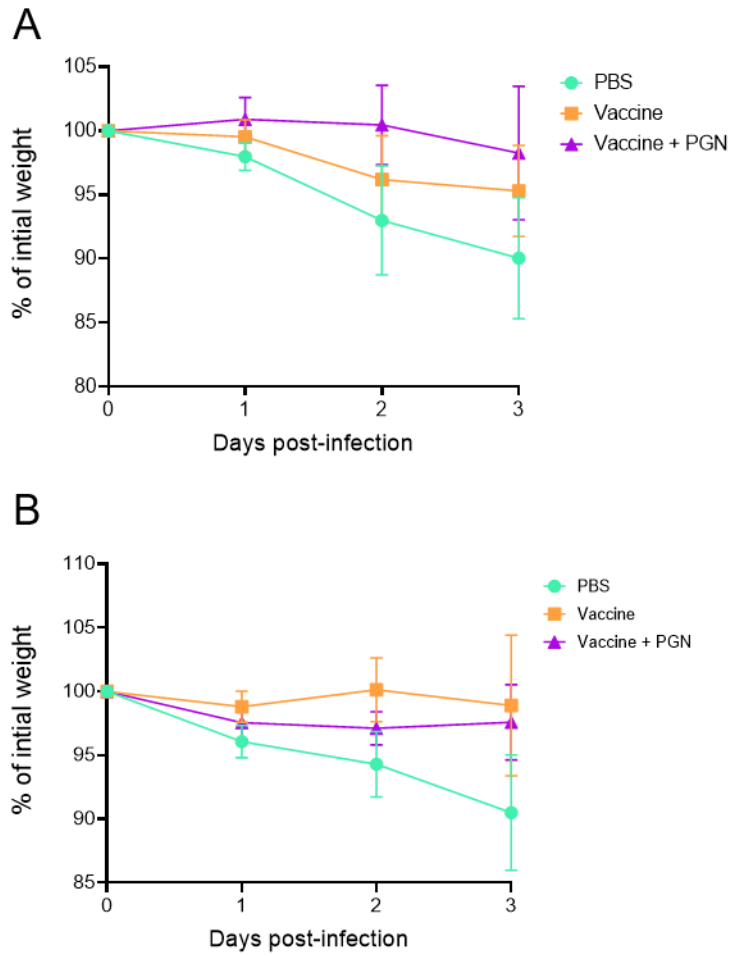 A
105
100
95
90
85
80
% of intial weight
0 1 2 3
Days post-infection
PBS
Vaccine
Vaccine + PGN
B
110
105
100
95
90
85
% of intial weight
0 1 2 3
Days post-infection
PBS
Vaccine
Vaccine + PGN